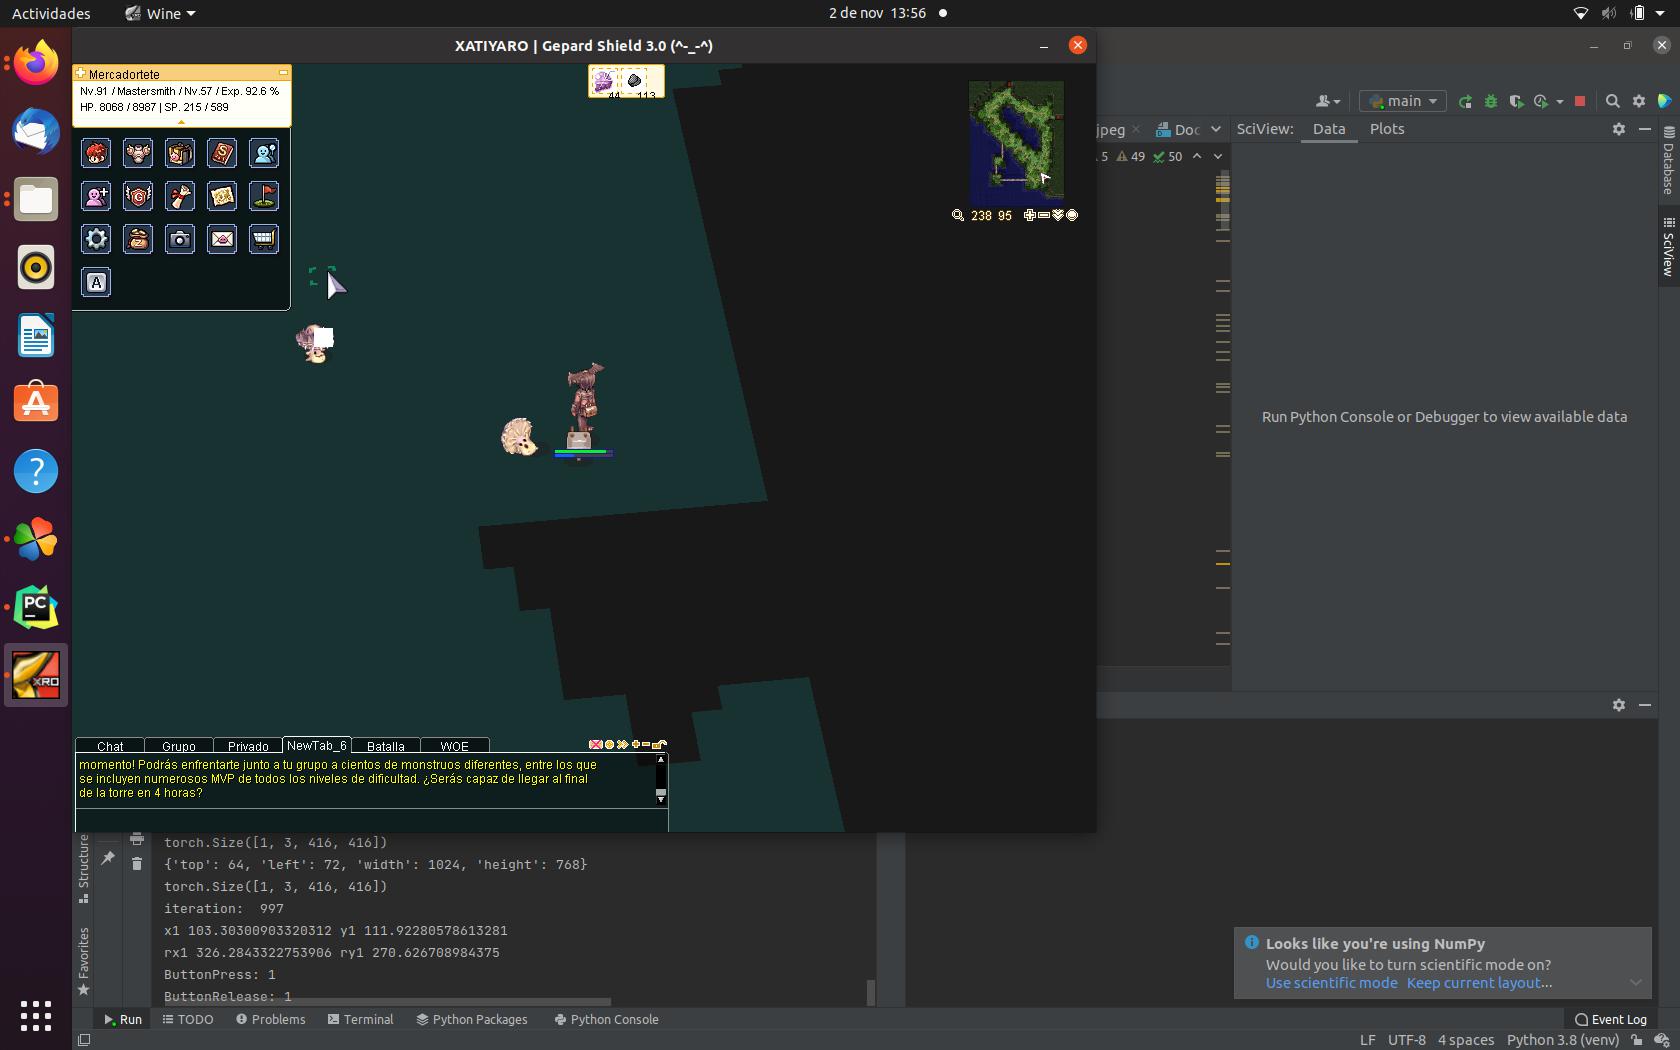 Actividades
Wine
2 de nov 13:56
XATIYARO | Gepard Shield 3.0 (^-_-^)
Mercadortete
Nv.91 / Mastersmith / Nv.57 / Exp. 92.6 %
HP. 8068 / 8987 | SP. 215 / 589
44
113
238 95
main
jpeg
Doc
SciView:
Data
Plots
5
49
50
Database
SciView
Run Python Console or Debugger to view available data
A
PC
XRO
Chat
Grupo
Privado
NewTab_6
Batalla
WOE
momento! Podrás enfrentarte junto a tu grupo a cientos de monstruos diferentes, entre los que
se incluyen numerosos MVP de todos los niveles de dificultad. ¿Serás capaz de llegar al final
de la torre en 4 horas?
Structure
Favorites
torch.Size([1, 3, 416, 416])
{'top': 64, 'left': 72, 'width': 1024, 'height': 768}
torch.Size([1, 3, 416, 416])
iteration:  997
x1 103.30300903320312 y1 111.92280578613281
rx1 326.2843322753906 ry1 270.626708984375
ButtonPress: 1
ButtonRelease: 1
Looks like you're using NumPy
Would you like to turn scientific mode on?
Use scientific mode
Keep current layout...
Run
TODO
Problems
Terminal
Python Packages
Python Console
Event Log
LF
UTF-8
4 spaces
Python 3.8 (venv)